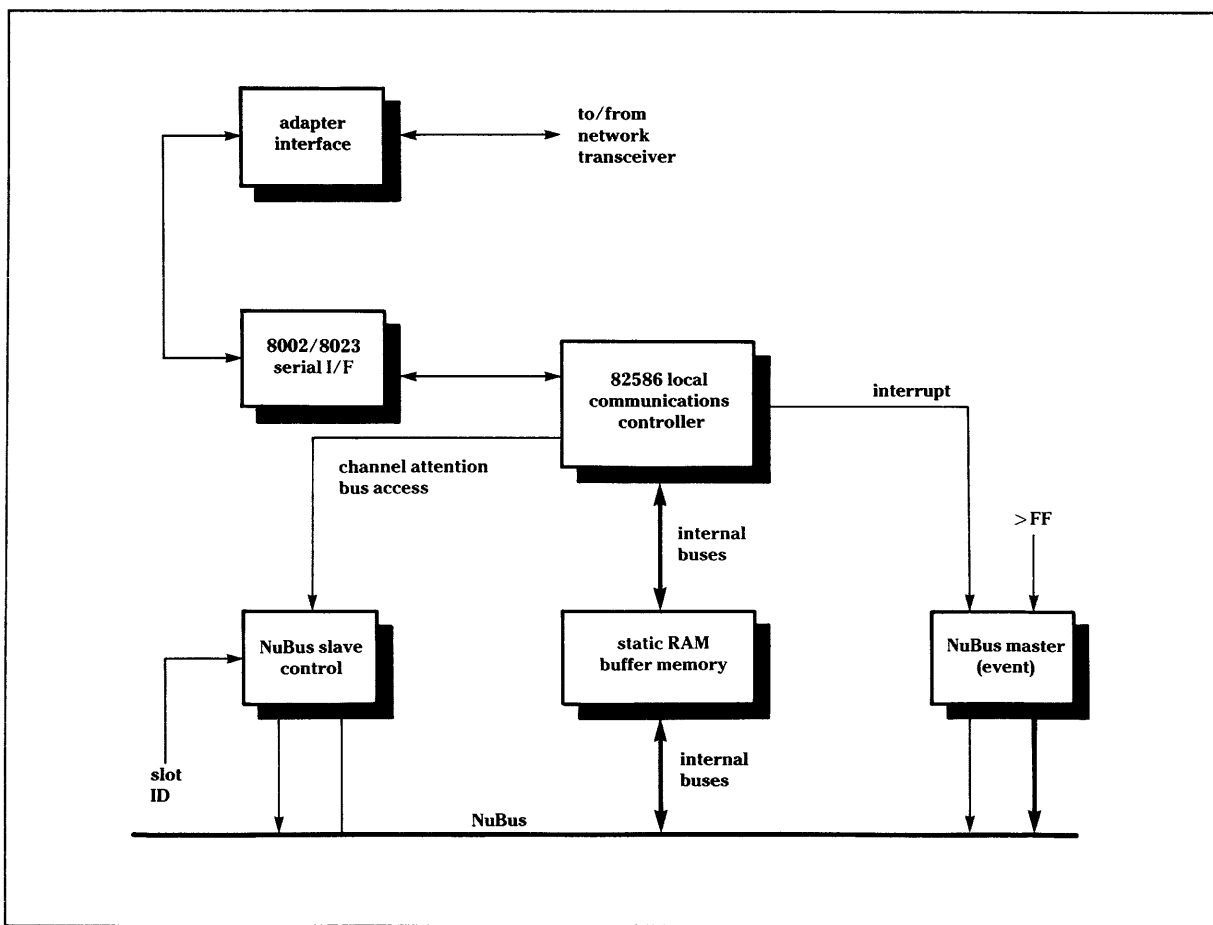 adapter
interface
to/from
network
transceiver
8002/8023
serial I/F
82586 local
communications
controller
interrupt
channel attention
bus access
internal
buses
>FF
NuBus slave
control
static RAM
buffer memory
NuBus master
(event)
slot
ID
internal
buses
NuBus